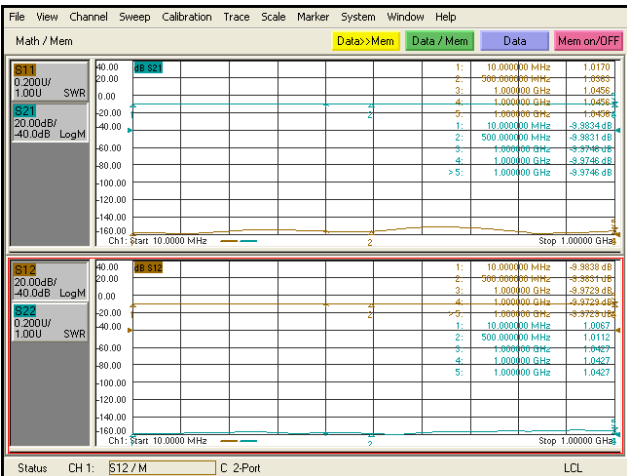 File View Channel Sweep Calibration Trace Scale Marker System Window Help
Math / Mem Data>>Mem Data / Mem Data Mem on/OFF
S11
0.200U/
1.00U SWR
S21
20.00dB/
-40.0dB LogM
40.00
20.00
0.00
-20.00
-40.00
-60.00
-80.00
-100.00
-120.00
-140.00
-160.00
dB S21
1: 10.000000 MHz 1.0170
2: 500.000000 MHz 1.0363
3: 1.000000 GHz 1.0456
4: 1.000000 GHz 1.0456
5: 1.000000 GHz 1.0456
1: 10.000000 MHz -9.9834 dB
2: 500.000000 MHz -9.9831 dB
3: 1.000000 GHz -9.9746 dB
4: 1.000000 GHz -9.9746 dB
>5: 1.000000 GHz -9.9746 dB
2
2
Ch1: Start 10.0000 MHz Stop 1.00000 GHz
S12
20.00dB/
-40.0dB LogM
S22
0.200U/
1.00U SWR
40.00
20.00
0.00
-20.00
-40.00
-60.00
-80.00
-100.00
-120.00
-140.00
-160.00
dB S12
1: 10.000000 MHz -9.9838 dB
2: 500.000000 MHz -9.9831 dB
3: 1.000000 GHz -9.9729 dB
4: 1.000000 GHz -9.9729 dB
>5: 1.000000 GHz -9.9729 dB
1: 10.000000 MHz 1.0067
2: 500.000000 MHz 1.0112
3: 1.000000 GHz 1.0427
4: 1.000000 GHz 1.0427
5: 1.000000 GHz 1.0427
2
2
Ch1: Start 10.0000 MHz Stop 1.00000 GHz
Status CH 1: S12 / M C 2-Port LCL